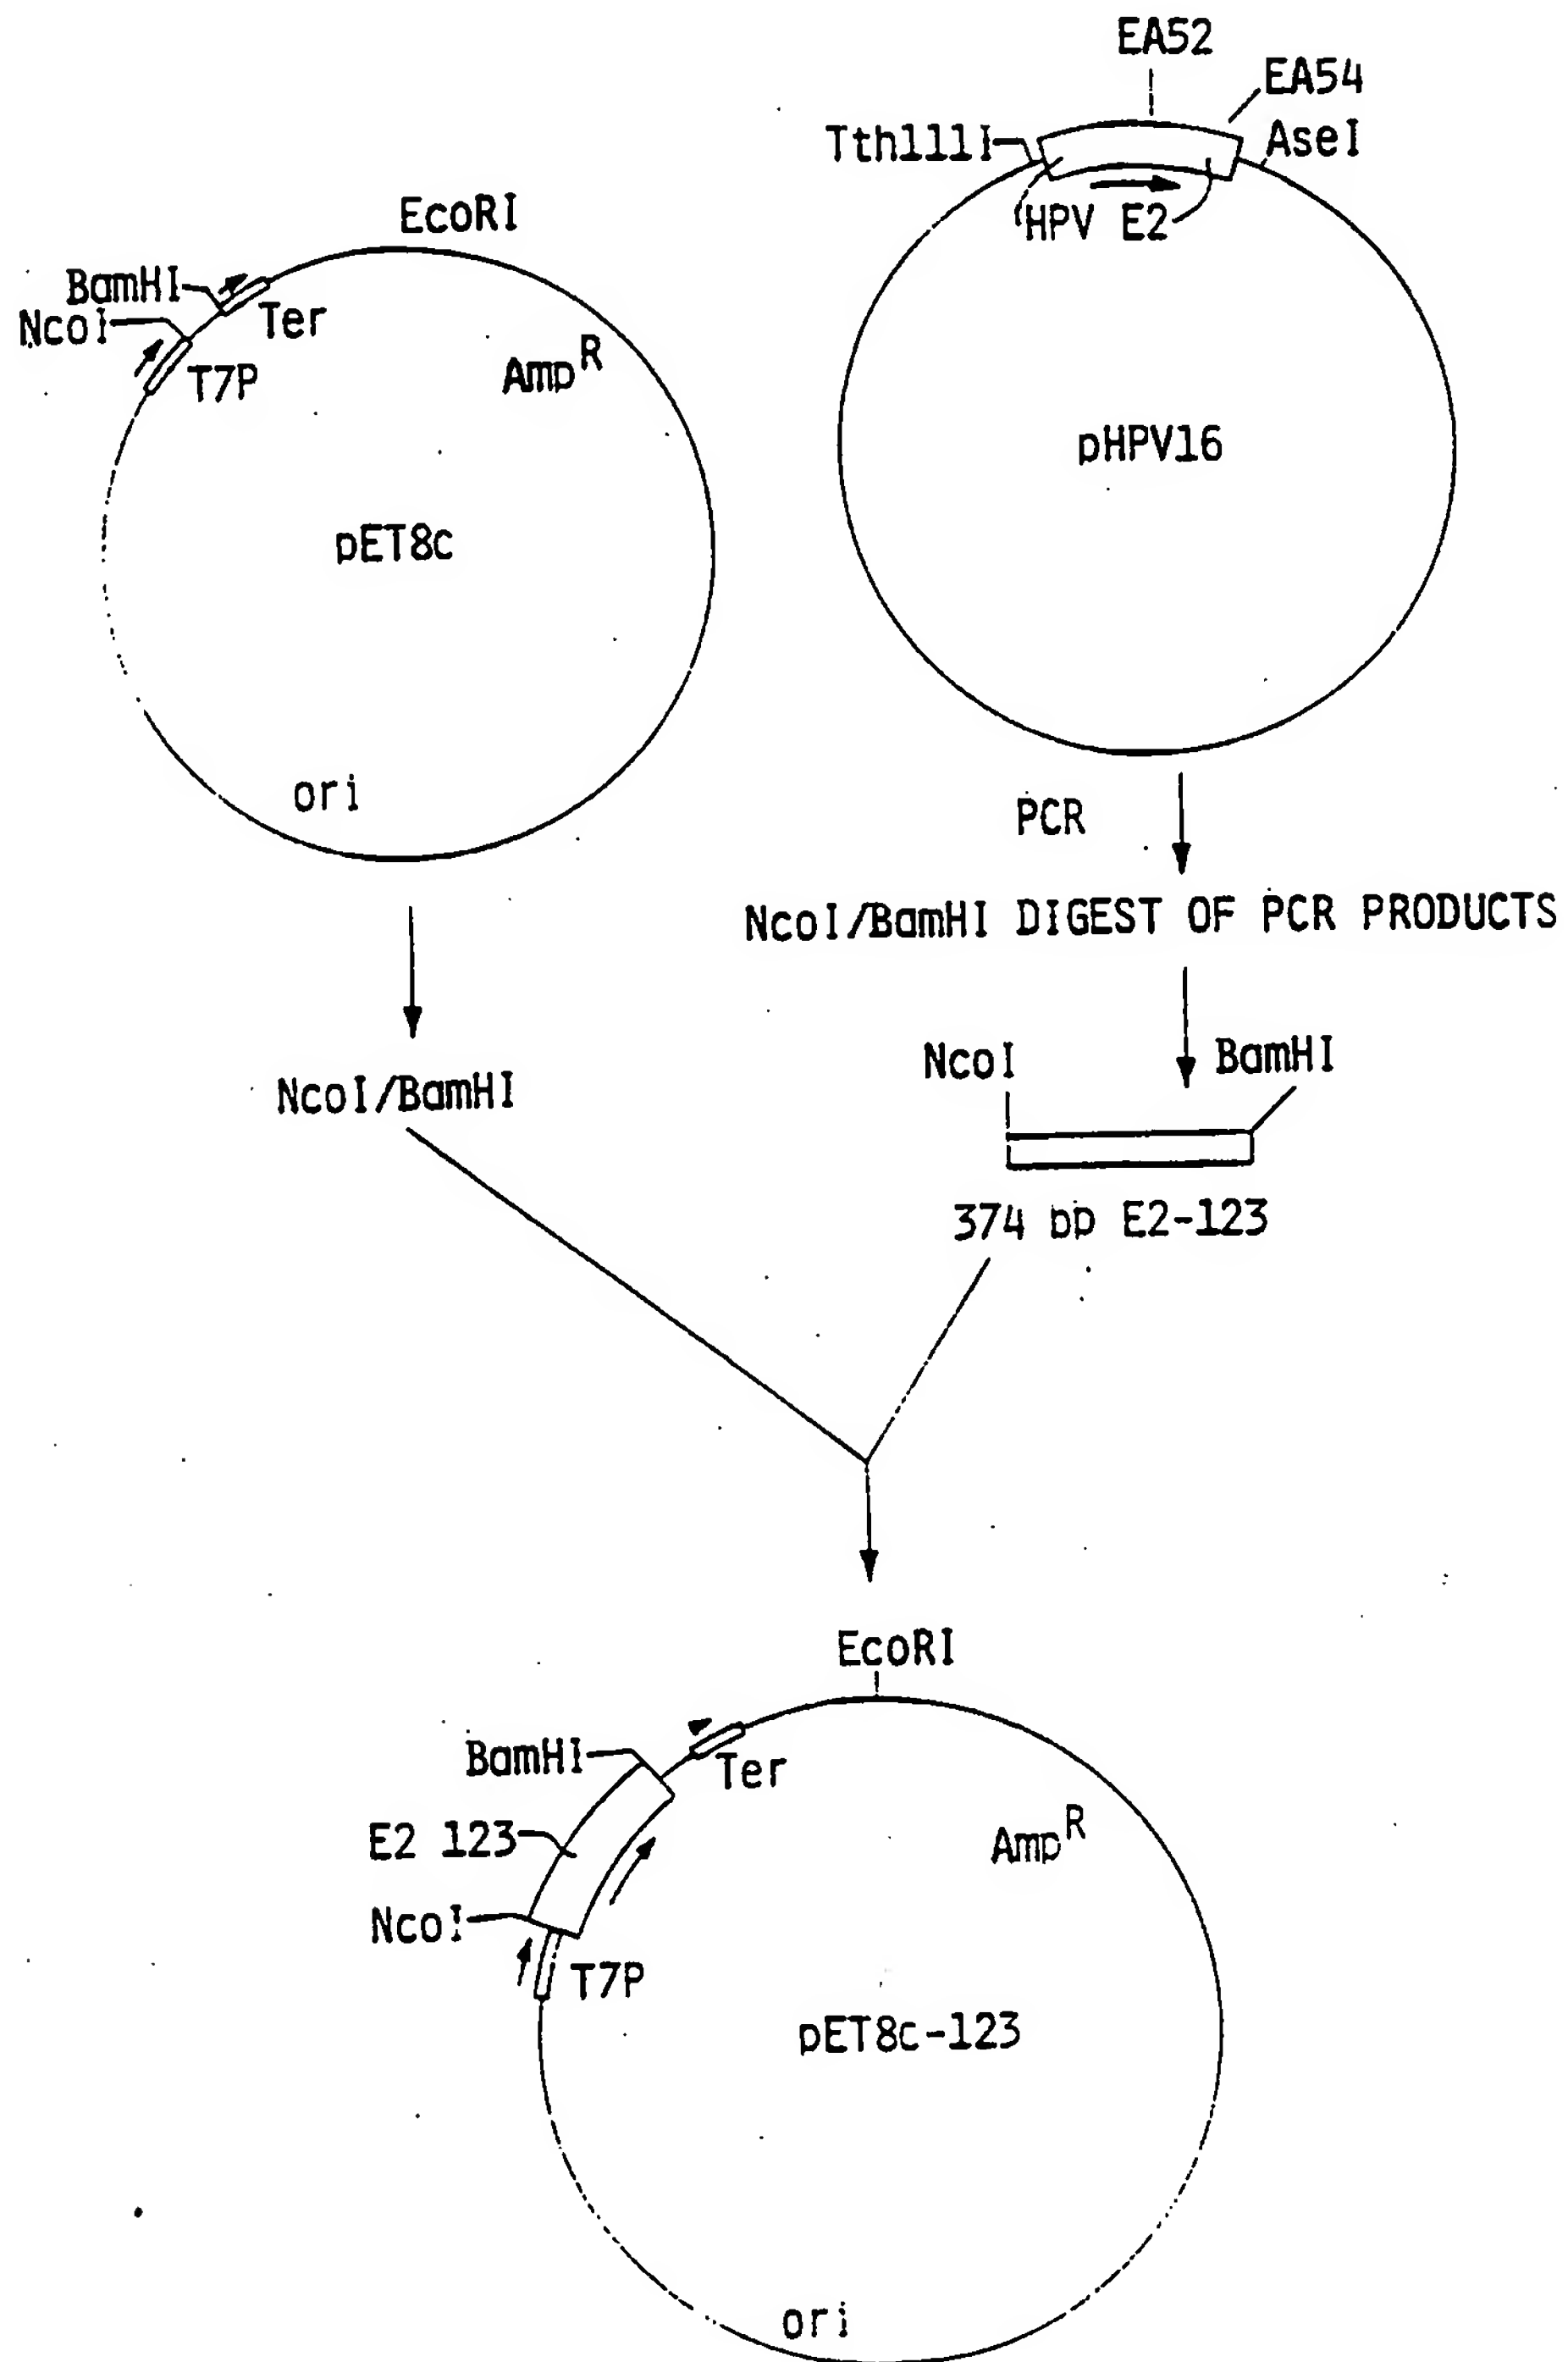 EA52
EA54
Tth111I
AseI
HPV E2
pHPV16
EcoRI
BamHI
NcoI
Ter
T7P
Amp^R
pET8c
ori
PCR
NcoI/BamHI DIGEST OF PCR PRODUCTS
NcoI/BamHI
NcoI
BamHI
374 bp E2-123
EcoRI
BamHI
Ter
E2 123
Amp^R
NcoI
T7P
pET8c-123
ori